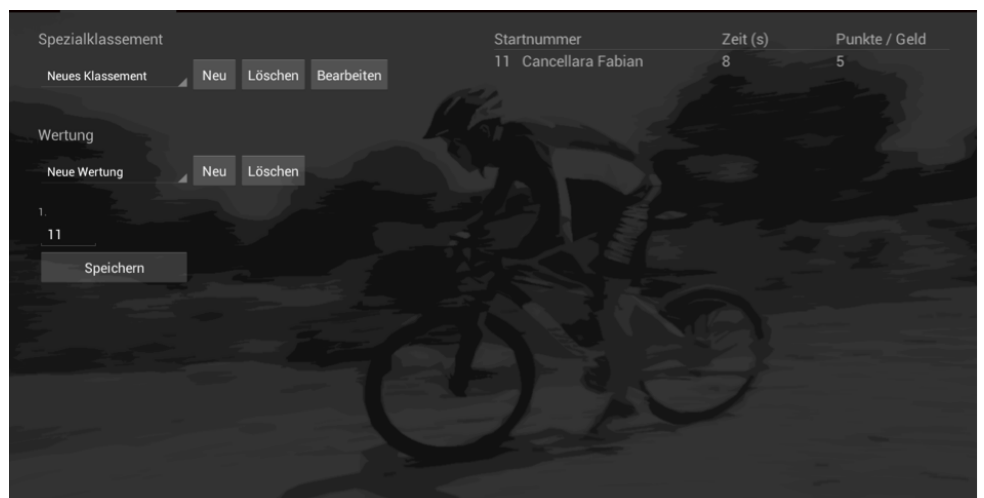 Spezialklassement
Neues Klassement Neu Löschen Bearbeiten
Wertung
Neue Wertung Neu Löschen
1.
11
Speichern
Startnummer Zeit (s) Punkte / Geld
11 Cancellara Fabian 8 5